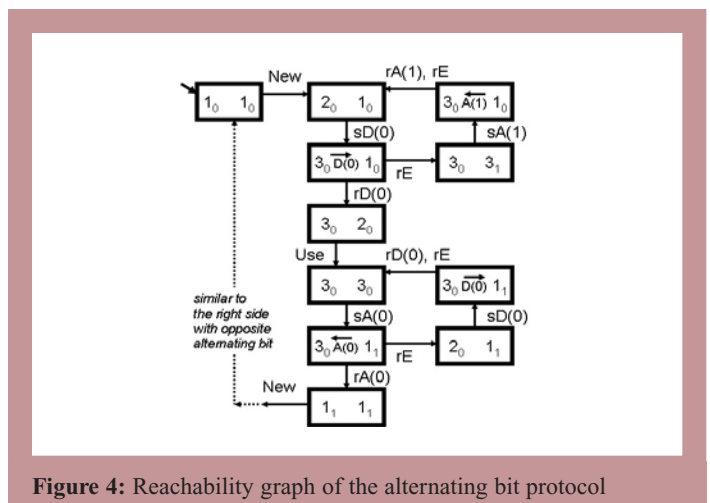 New
rA(1), rE
1₀ 1₀
2₀ 1₀
3₀ A(1) 1₀
sD(0)
sA(1)
3₀ D(0) 1₀
rE
3₀ 3₁
rD(0)
3₀ 2₀
Use
rD(0), rE
3₀ 3₀
3₀ D(0) 1₁
similar to
the right side
with opposite
alternating bit
sA(0)
sD(0)
3₀ A(0) 1₁
rE
2₀ 1₁
rA(0)
New
1₁ 1₁
Figure 4: Reachability graph of the alternating bit protocol